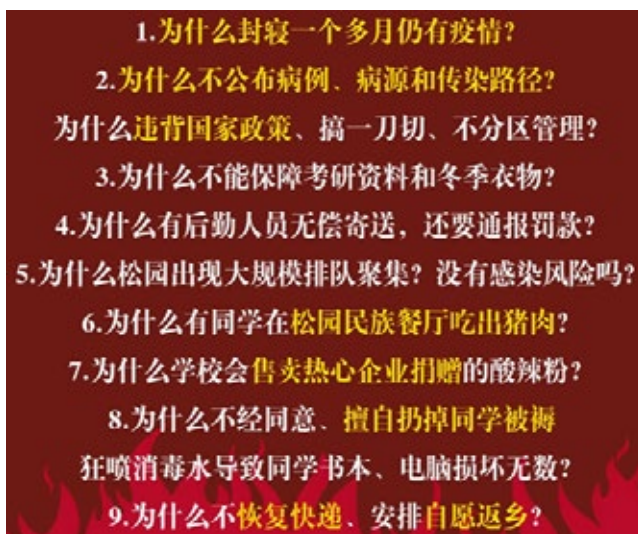 1.为什么封寝一个多月仍有疫情?
2.为什么不公布病例、病源和传染路径?
为什么违背国家政策、搞一刀切、不分区管理?
3.为什么不能保障考研资料和冬季衣物?
4.为什么有后勤人员无偿寄送，还要通报罚款?
5.为什么松园出现大规模排队聚集? 没有感染风险吗?
6.为什么有同学在松园民族餐厅吃出猪肉?
7.为什么学校会售卖热心企业捐赠的酸辣粉?
8.为什么不经同意、擅自扔掉同学被褥
狂喷消毒水导致同学书本、电脑损坏无数?
9.为什么不恢复快递、安排自愿返乡?